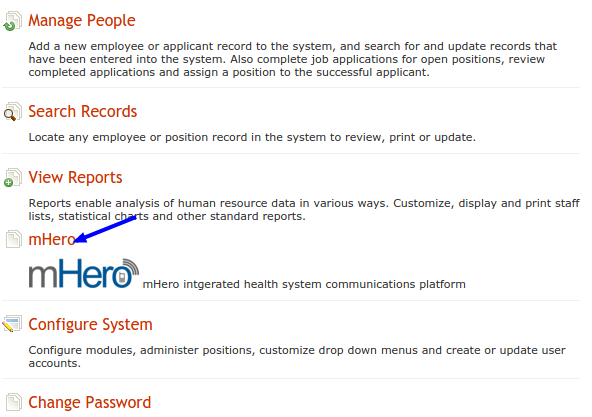 Manage People
Add a new employee or applicant record to the system, and search for and update records that
have been entered into the system. Also complete job applications for open positions, review
completed applications and assign a position to the successful applicant.
Search Records
Locate any employee or position record in the system to review, print or update.
View Reports
Reports enable analysis of human resource data in various ways. Customize, display and print staff
lists, statistical charts and other standard reports.
mHero
mHero mHero intgerated health system communications platform
Configure System
Configure modules, administer positions, customize drop down menus and create or update user
accounts.
Change Password